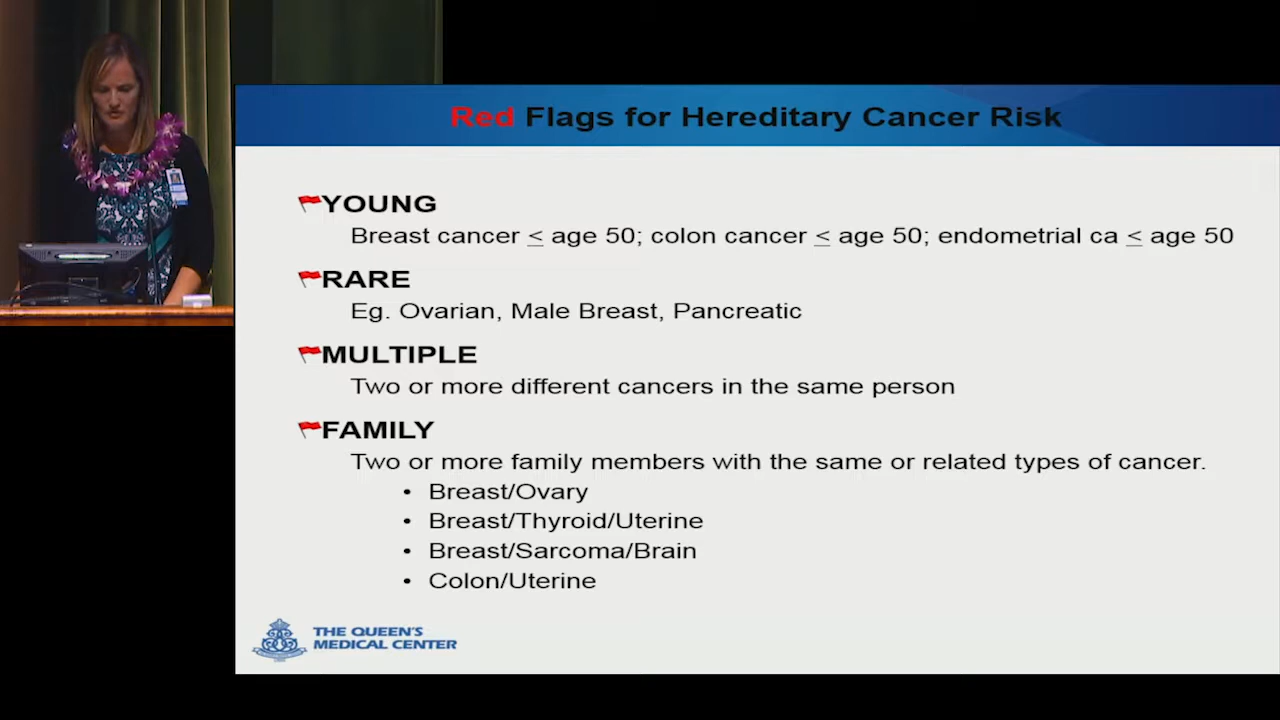 Red Flags for Hereditary Cancer Risk
YOUNG
Breast cancer ≤ age 50; colon cancer ≤ age 50; endometrial ca ≤ age 50
RARE
Eg. Ovarian, Male Breast, Pancreatic
MULTIPLE
Two or more different cancers in the same person
FAMILY
Two or more family members with the same or related types of cancer.
• Breast/Ovary
• Breast/Thyroid/Uterine
• Breast/Sarcoma/Brain
• Colon/Uterine
THE QUEEN'S
MEDICAL CENTER